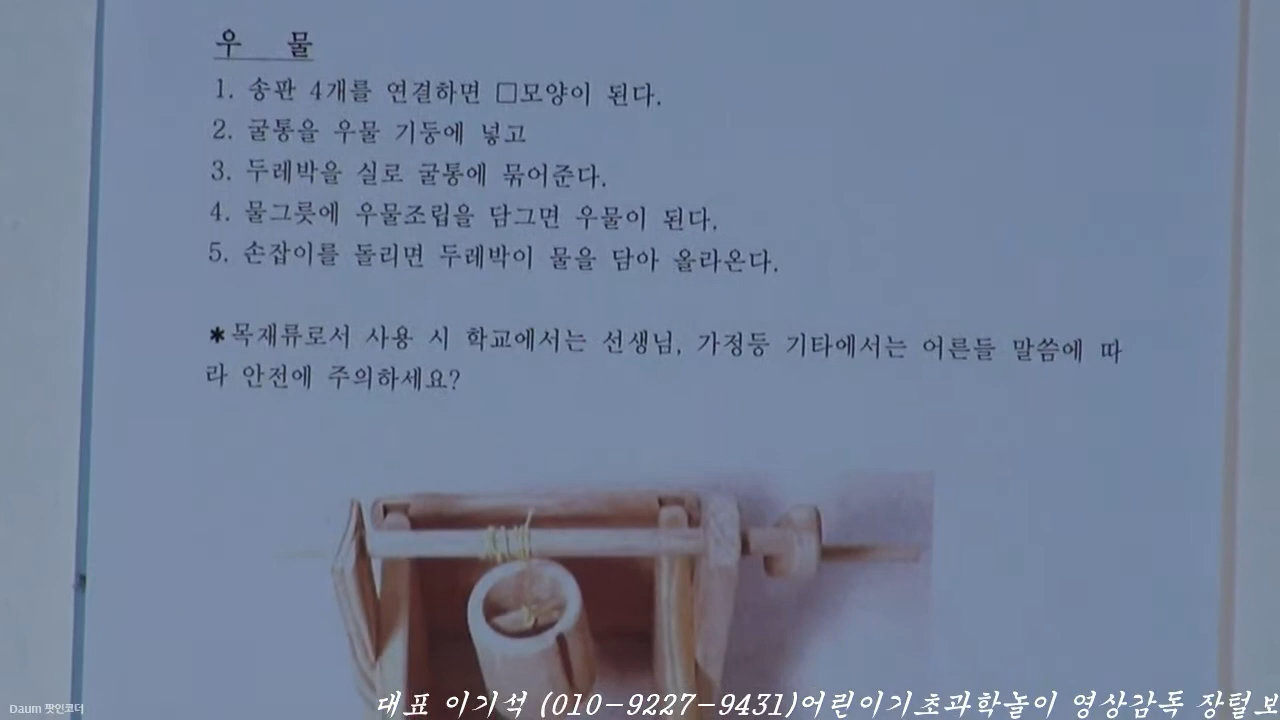 우 물
1. 송판 4개를 연결하면 □모양이 된다.
2. 굴통을 우물 기둥에 넣고
3. 두레박을 실로 굴통에 묶어준다.
4. 물그릇에 우물조립을 담그면 우물이 된다.
5. 손잡이를 돌리면 두레박이 물을 담아 올라온다.
✱목재류로서 사용 시 학교에서는 선생님, 가정등 기타에서는 어른들 말씀에 따
라 안전에 주의하세요?
Daum 팟인코더
대표 이기석 (010-9227-9431)어린이기초과학놀이 영상감독 장털보